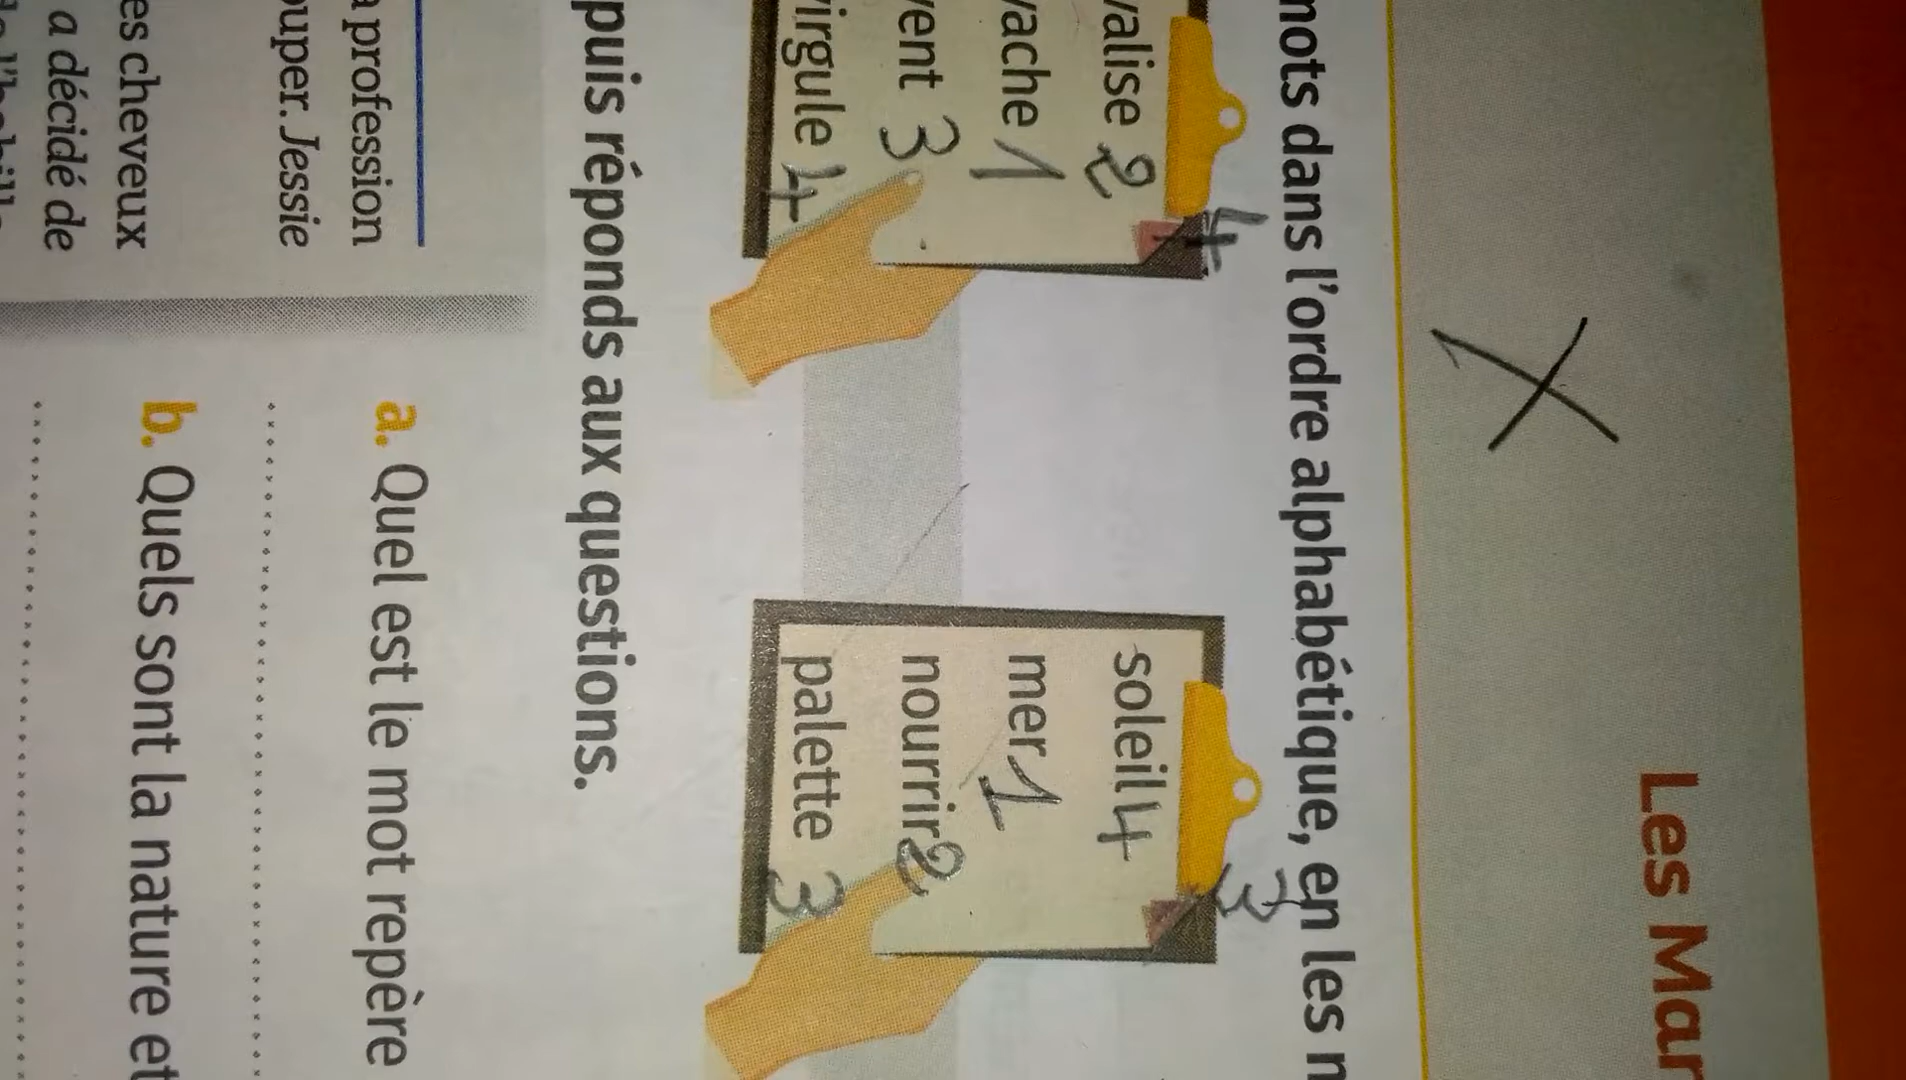 Les Mar
mots dans l'ordre alphabétique, en les n
4
valise 2
vache 1
vent 3
virgule 4
3
soleil 4
mer 1
nourrir 2
palette 3
puis réponds aux questions.
a profession
ouper. Jessie
es cheveux
a décidé de
a. Quel est le mot repère
b. Quels sont la nature et